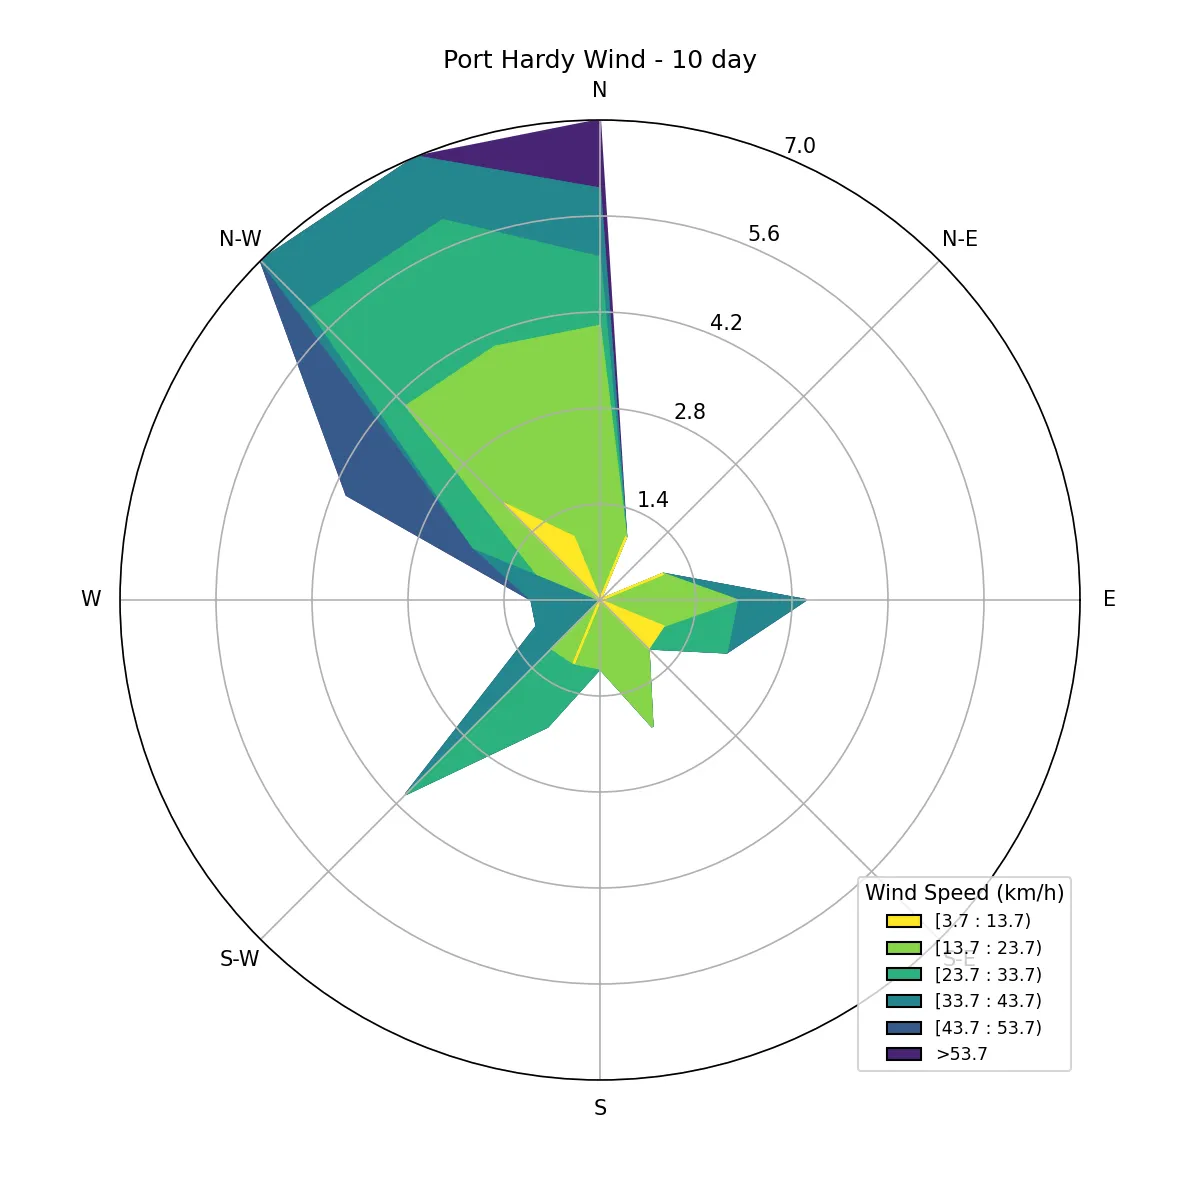 Port Hardy Wind - 10 day
N
7.0
N-W
5.6
N-E
4.2
2.8
1.4
W
E
Wind Speed (km/h)
[3.7 : 13.7)
[13.7 : 23.7)
S-W
S-E
[23.7 : 33.7)
[33.7 : 43.7)
[43.7 : 53.7)
>53.7
S